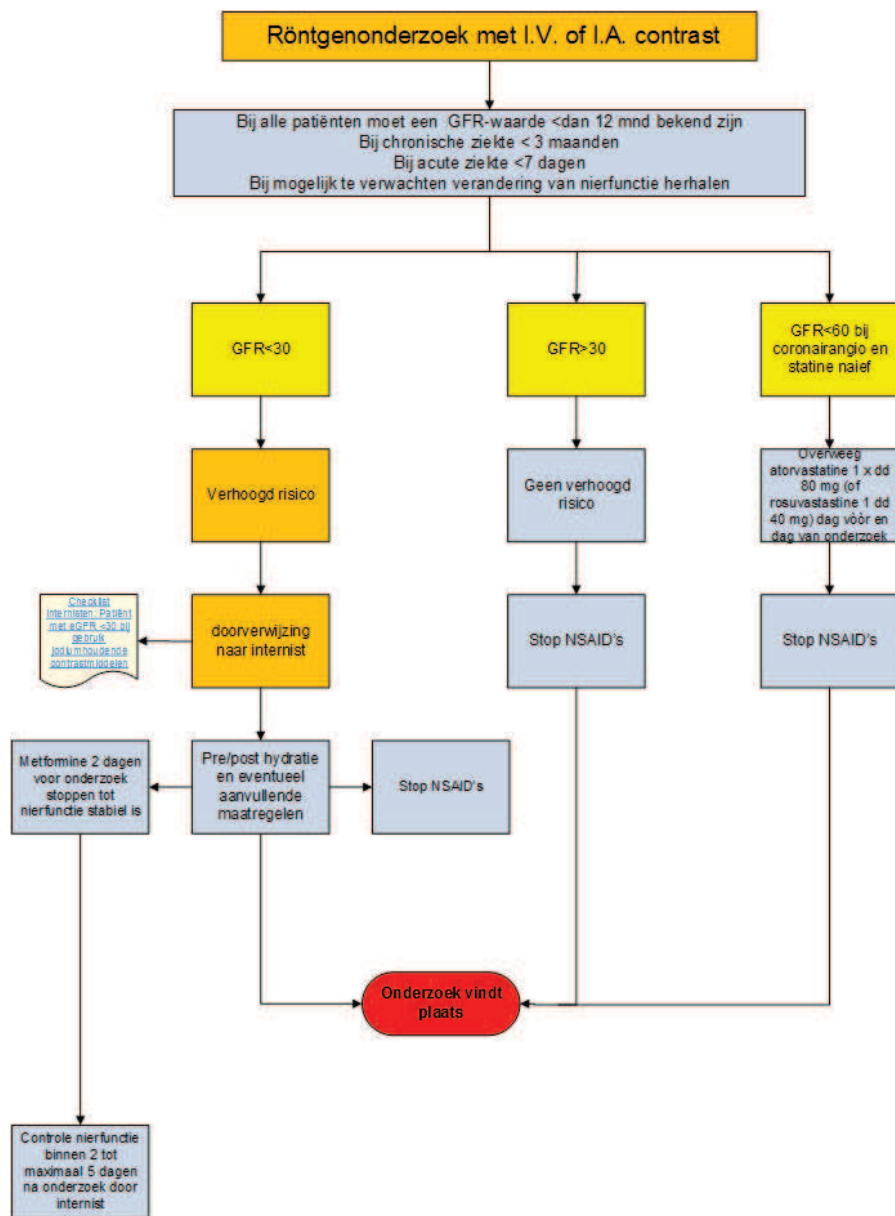 Röntgenonderzoek met I.V. of I.A. contrast
Bij alle patiënten moet een GFR-waarde <dan 12 mnd bekend zijn
Bij chronische ziekte < 3 maanden
Bij acute ziekte <7 dagen
Bij mogelijk te verwachten verandering van nierfunctie herhalen
GFR<30
GFR>30
GFR<60 bij
coronairangio en
statine naief
Verhoogd risico
Geen verhoogd
risico
Overweeg
atorvastatine 1 x dd
80 mg (of
rosuvastastine 1 dd
40 mg) dag vòòr en
dag van onderzoek
Checklist
Internisten: Patiënt
met eGFR <30 bij
gebruik
jodiumhoudende
contrastmiddelen
doorverwijzing
naar internist
Stop NSAID's
Stop NSAID's
Metformine 2 dagen
voor onderzoek
stoppen tot
nierfunctie stabiel is
Pre/post hydratie
en eventueel
aanvullende
maatregelen
Stop NSAID's
Onderzoek vindt
plaats
Controle nierfunctie
binnen 2 tot
maximaal 5 dagen
na onderzoek door
internist